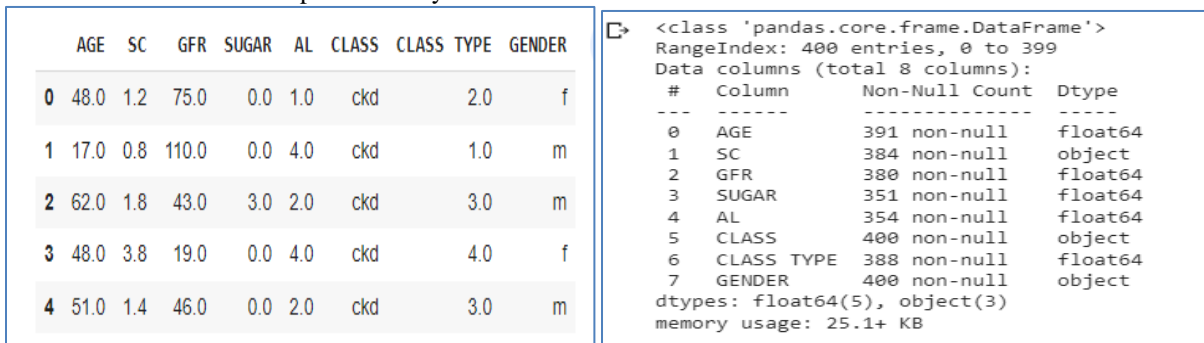 AGE SC GFR SUGAR AL CLASS CLASS TYPE GENDER
0 48.0 1.2 75.0 0.0 1.0 ckd 2.0 f
1 17.0 0.8 110.0 0.0 4.0 ckd 1.0 m
2 62.0 1.8 43.0 3.0 2.0 ckd 3.0 m
3 48.0 3.8 19.0 0.0 4.0 ckd 4.0 f
4 51.0 1.4 46.0 0.0 2.0 ckd 3.0 m
<class 'pandas.core.frame.DataFrame'>
RangeIndex: 400 entries, 0 to 399
Data columns (total 8 columns):
# Column Non-Null Count Dtype
--- ------ -------------- -----
0 AGE 391 non-null float64
1 SC 384 non-null object
2 GFR 380 non-null float64
3 SUGAR 351 non-null float64
4 AL 354 non-null float64
5 CLASS 400 non-null object
6 CLASS TYPE 388 non-null float64
7 GENDER 400 non-null object
dtypes: float64(5), object(3)
memory usage: 25.1+ KB